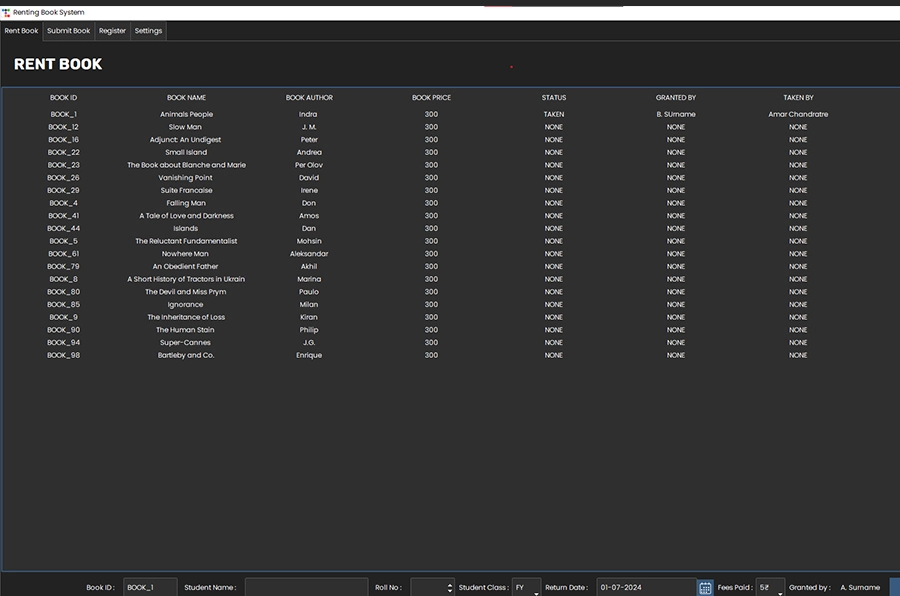 Renting Book System
Rent Book Submit Book Register Settings
RENT BOOK
BOOK ID BOOK NAME BOOK AUTHOR BOOK PRICE STATUS GRANTED BY TAKEN BY
BOOK_1 Animals People Indra 300 TAKEN B. SUrname Amar Chandratre
BOOK_12 Slow Man J. M. 300 NONE NONE NONE
BOOK_16 Adjunct: An Undigest Peter 300 NONE NONE NONE
BOOK_22 Small Island Andrea 300 NONE NONE NONE
BOOK_23 The Book about Blanche and Marie Per Olov 300 NONE NONE NONE
BOOK_26 Vanishing Point David 300 NONE NONE NONE
BOOK_29 Suite Francaise Irene 300 NONE NONE NONE
BOOK_4 Falling Man Don 300 NONE NONE NONE
BOOK_41 A Tale of Love and Darkness Amos 300 NONE NONE NONE
BOOK_44 Islands Dan 300 NONE NONE NONE
BOOK_5 The Reluctant Fundamentalist Mohsin 300 NONE NONE NONE
BOOK_61 Nowhere Man Aleksandar 300 NONE NONE NONE
BOOK_79 An Obedient Father Akhil 300 NONE NONE NONE
BOOK_8 A Short History of Tractors in Ukrain Marina 300 NONE NONE NONE
BOOK_80 The Devil and Miss Prym Paulo 300 NONE NONE NONE
BOOK_85 Ignorance Milan 300 NONE NONE NONE
BOOK_9 The Inheritance of Loss Kiran 300 NONE NONE NONE
BOOK_90 The Human Stain Philip 300 NONE NONE NONE
BOOK_94 Super-Cannes J.G. 300 NONE NONE NONE
BOOK_98 Bartleby and Co. Enrique 300 NONE NONE NONE
Book ID : BOOK_1 Student Name : Roll No : Student Class : FY Return Date : 01-07-2024 Fees Paid : 5₹ Granted by : A. Surname